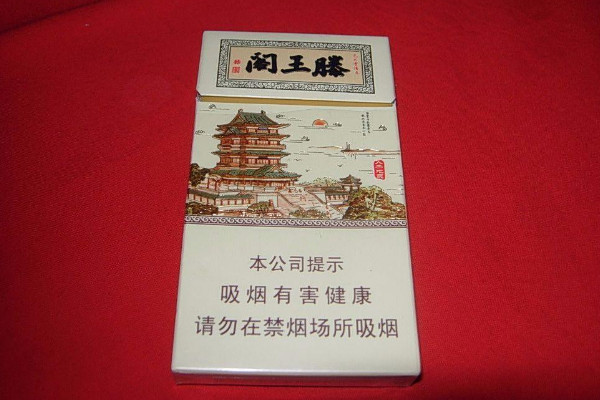 阁王滕
本公司提示
吸烟有害健康
请勿在禁烟场所吸烟